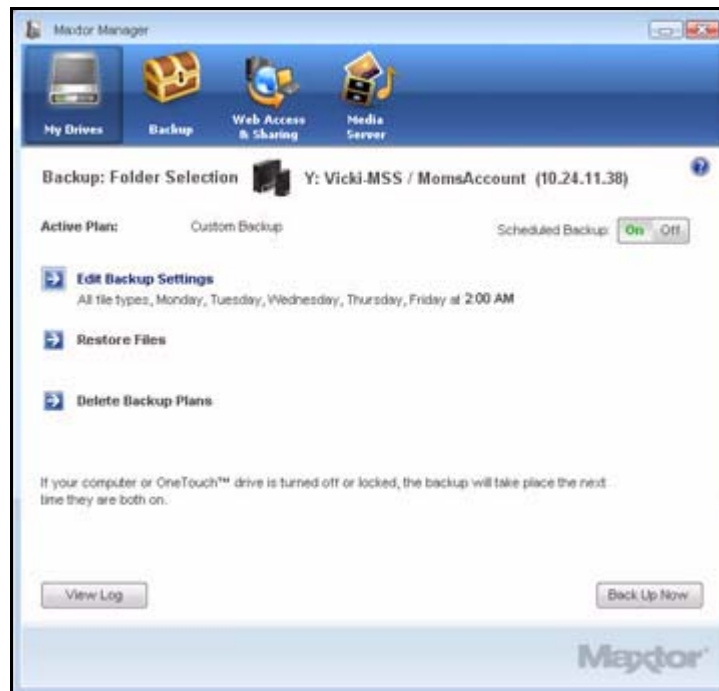 Maxtor Manager
My Drives
Backup
Web Access
& Sharing
Media
Server
Backup: Folder Selection
Y: Vicki-MSS / MomsAccount (10.24.11.38)
Active Plan:
Custom Backup
Scheduled Backup:
On
Off
Edit Backup Settings
All file types, Monday, Tuesday, Wednesday, Thursday, Friday at 2:00 AM
Restore Files
Delete Backup Plans
If your computer or OneTouch™ drive is turned off or locked, the backup will take place the next
time they are both on.
View Log
Back Up Now
Maxtor